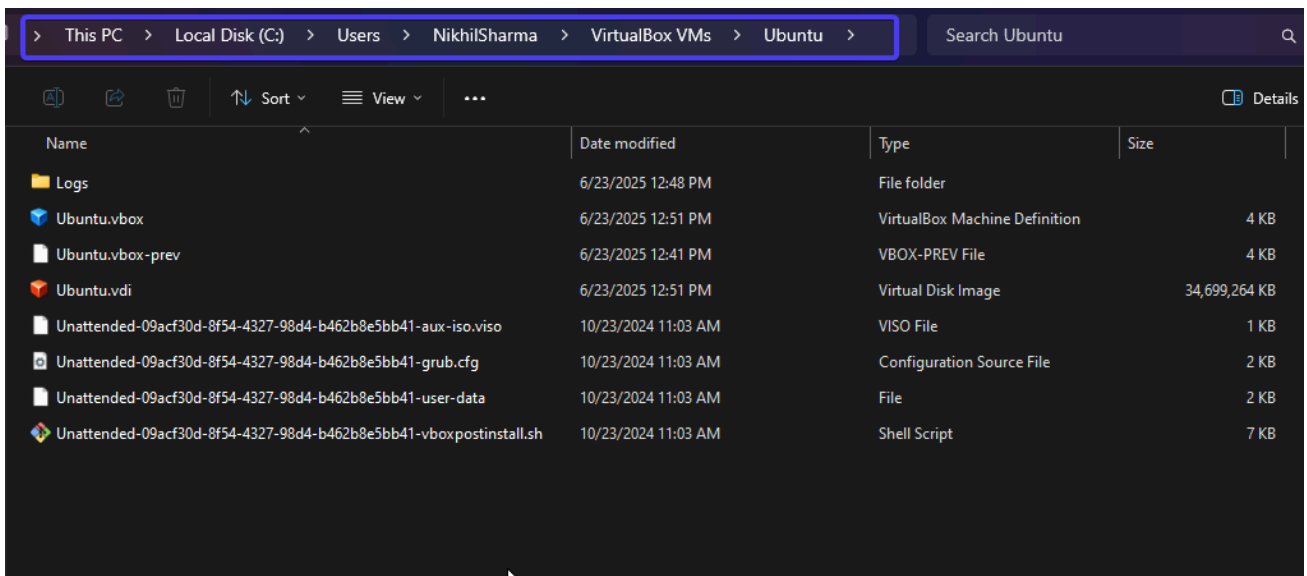 > This PC > Local Disk (C:) > Users > NikhilSharma > VirtualBox VMs > Ubuntu > Search Ubuntu
Sort View ••• Details
Name Date modified Type Size
Logs 6/23/2025 12:48 PM File folder
Ubuntu.vbox 6/23/2025 12:51 PM VirtualBox Machine Definition 4 KB
Ubuntu.vbox-prev 6/23/2025 12:41 PM VBOX-PREV File 4 KB
Ubuntu.vdi 6/23/2025 12:51 PM Virtual Disk Image 34,699,264 KB
Unattended-09acf30d-8f54-4327-98d4-b462b8e5bb41-aux-iso.viso 10/23/2024 11:03 AM VISO File 1 KB
Unattended-09acf30d-8f54-4327-98d4-b462b8e5bb41-grub.cfg 10/23/2024 11:03 AM Configuration Source File 2 KB
Unattended-09acf30d-8f54-4327-98d4-b462b8e5bb41-user-data 10/23/2024 11:03 AM File 2 KB
Unattended-09acf30d-8f54-4327-98d4-b462b8e5bb41-vboxpostinstall.sh 10/23/2024 11:03 AM Shell Script 7 KB